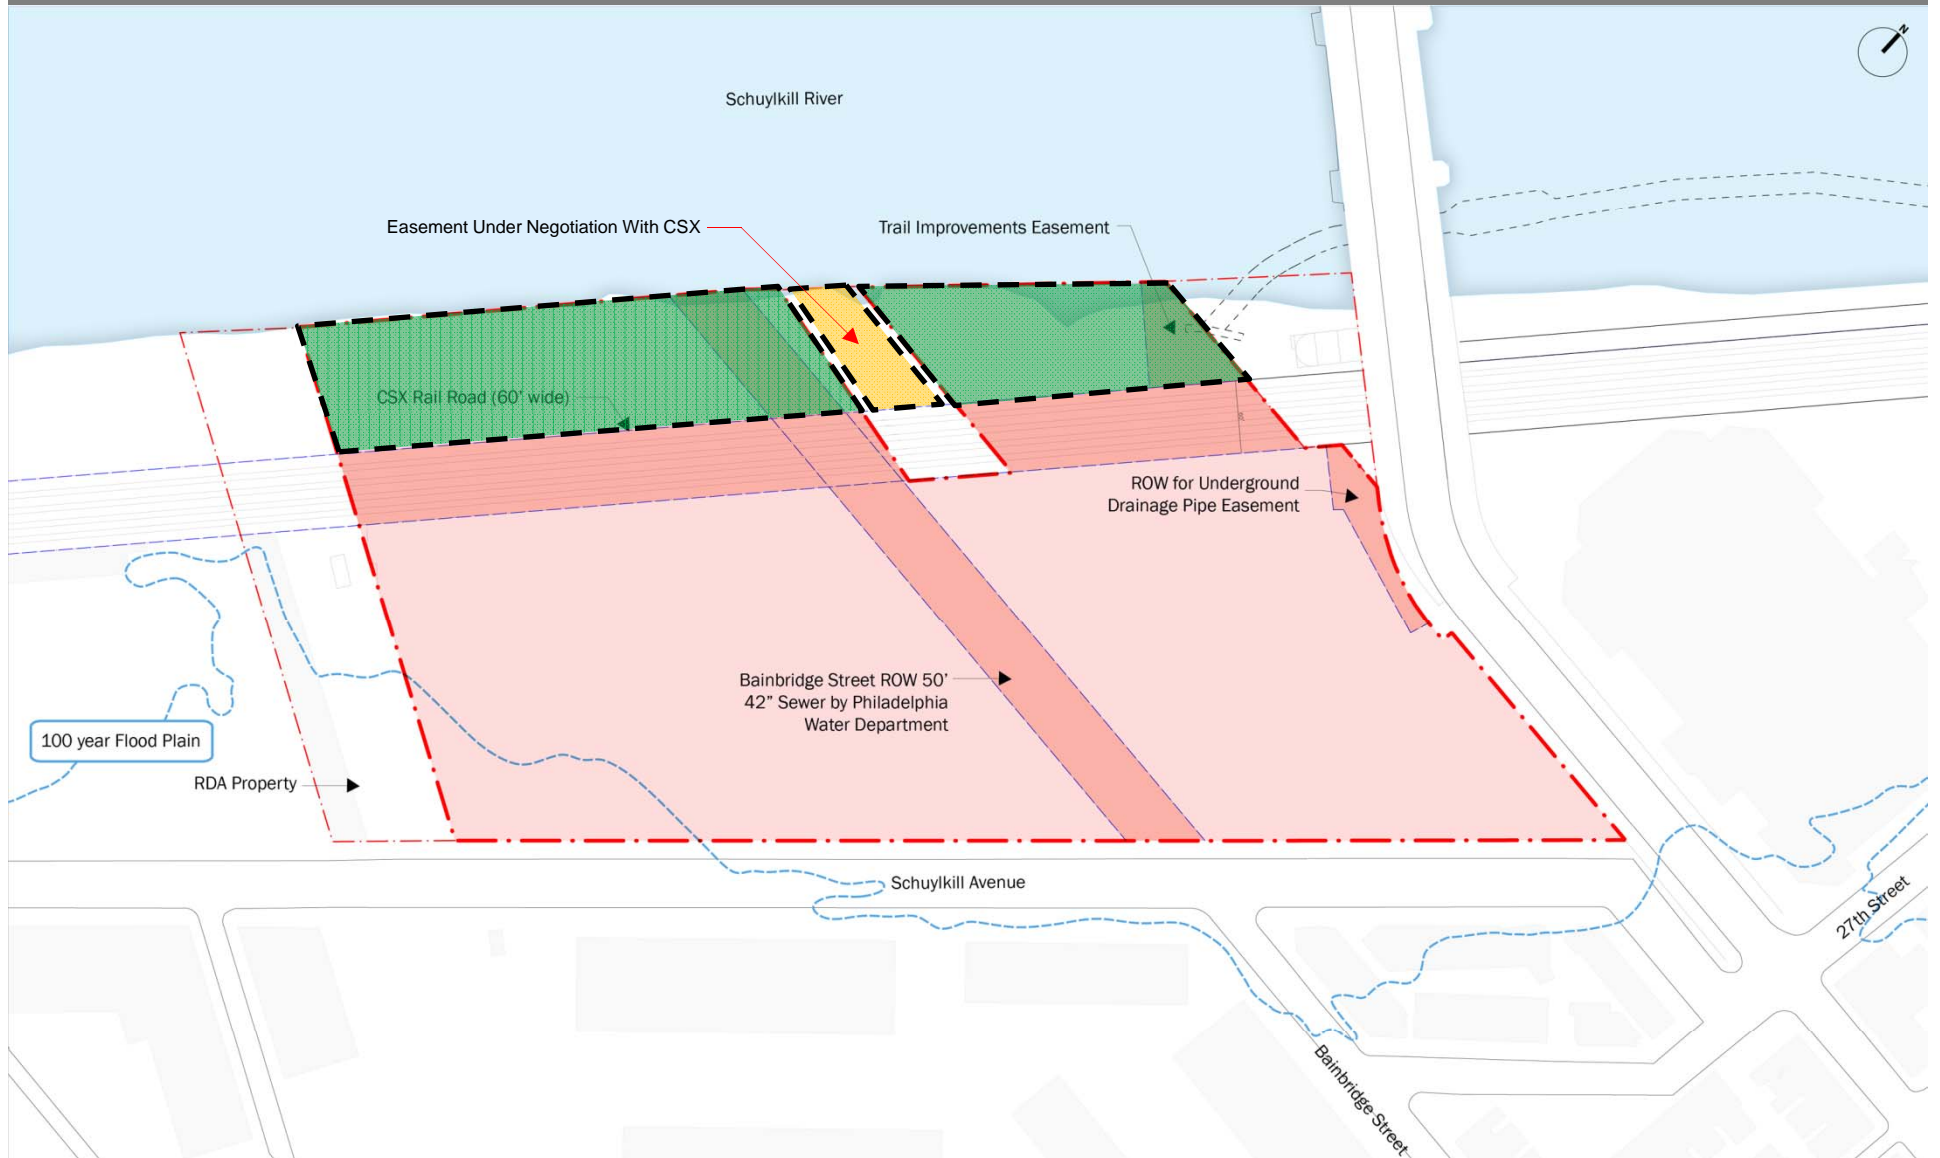 N
Schuylkill River
Easement Under Negotiation With CSX
Trail Improvements Easement
CSX Rail Road (60' wide)
ROW for Underground
Drainage Pipe Easement
Bainbridge Street ROW 50’
42” Sewer by Philadelphia
Water Department
100 year Flood Plain
RDA Property
Schuylkill Avenue
27th Street
Bainbridge Street